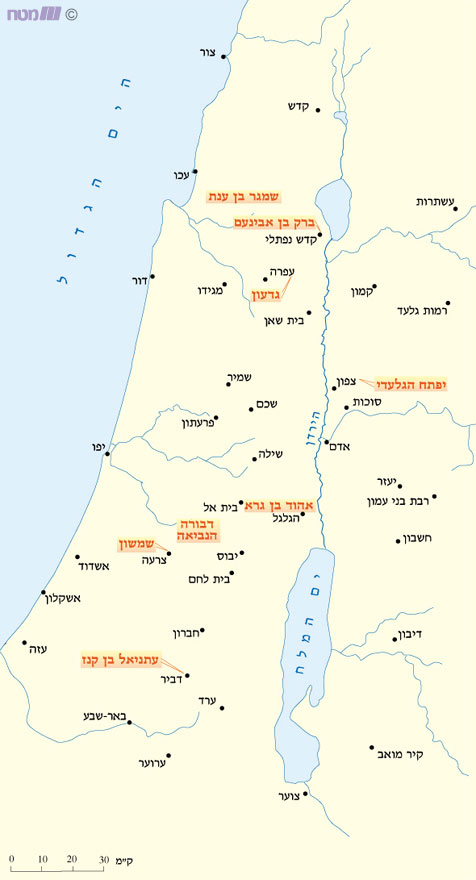 © מטח
צור
הים הגדול
קדש
עכו
שמגר בן ענת
עשתרות
ברק בן אבינעם
קדש נפתלי
עפרה
דור
מגידו
גדעון
קמון
רמות גלעד
בית שאן
שמיר
צפון
יפתח הגלעדי
שכם
סוכות
פרעתון
הירדן
יפו
אדם
שילה
יעזר
רבת בני עמון
בית אל
אהוד בן גרא
הגלגל
דבורה
הנביאה
שמשון
צרעה
יבוס
חשבון
אשדוד
בית לחם
אשקלון
ים המלח
חברון
דיבון
עזה
עתניאל בן קנז
דביר
ערד
באר-שבע
ערוער
קיר מואב
צוער
0 10 20 30 ק״מ